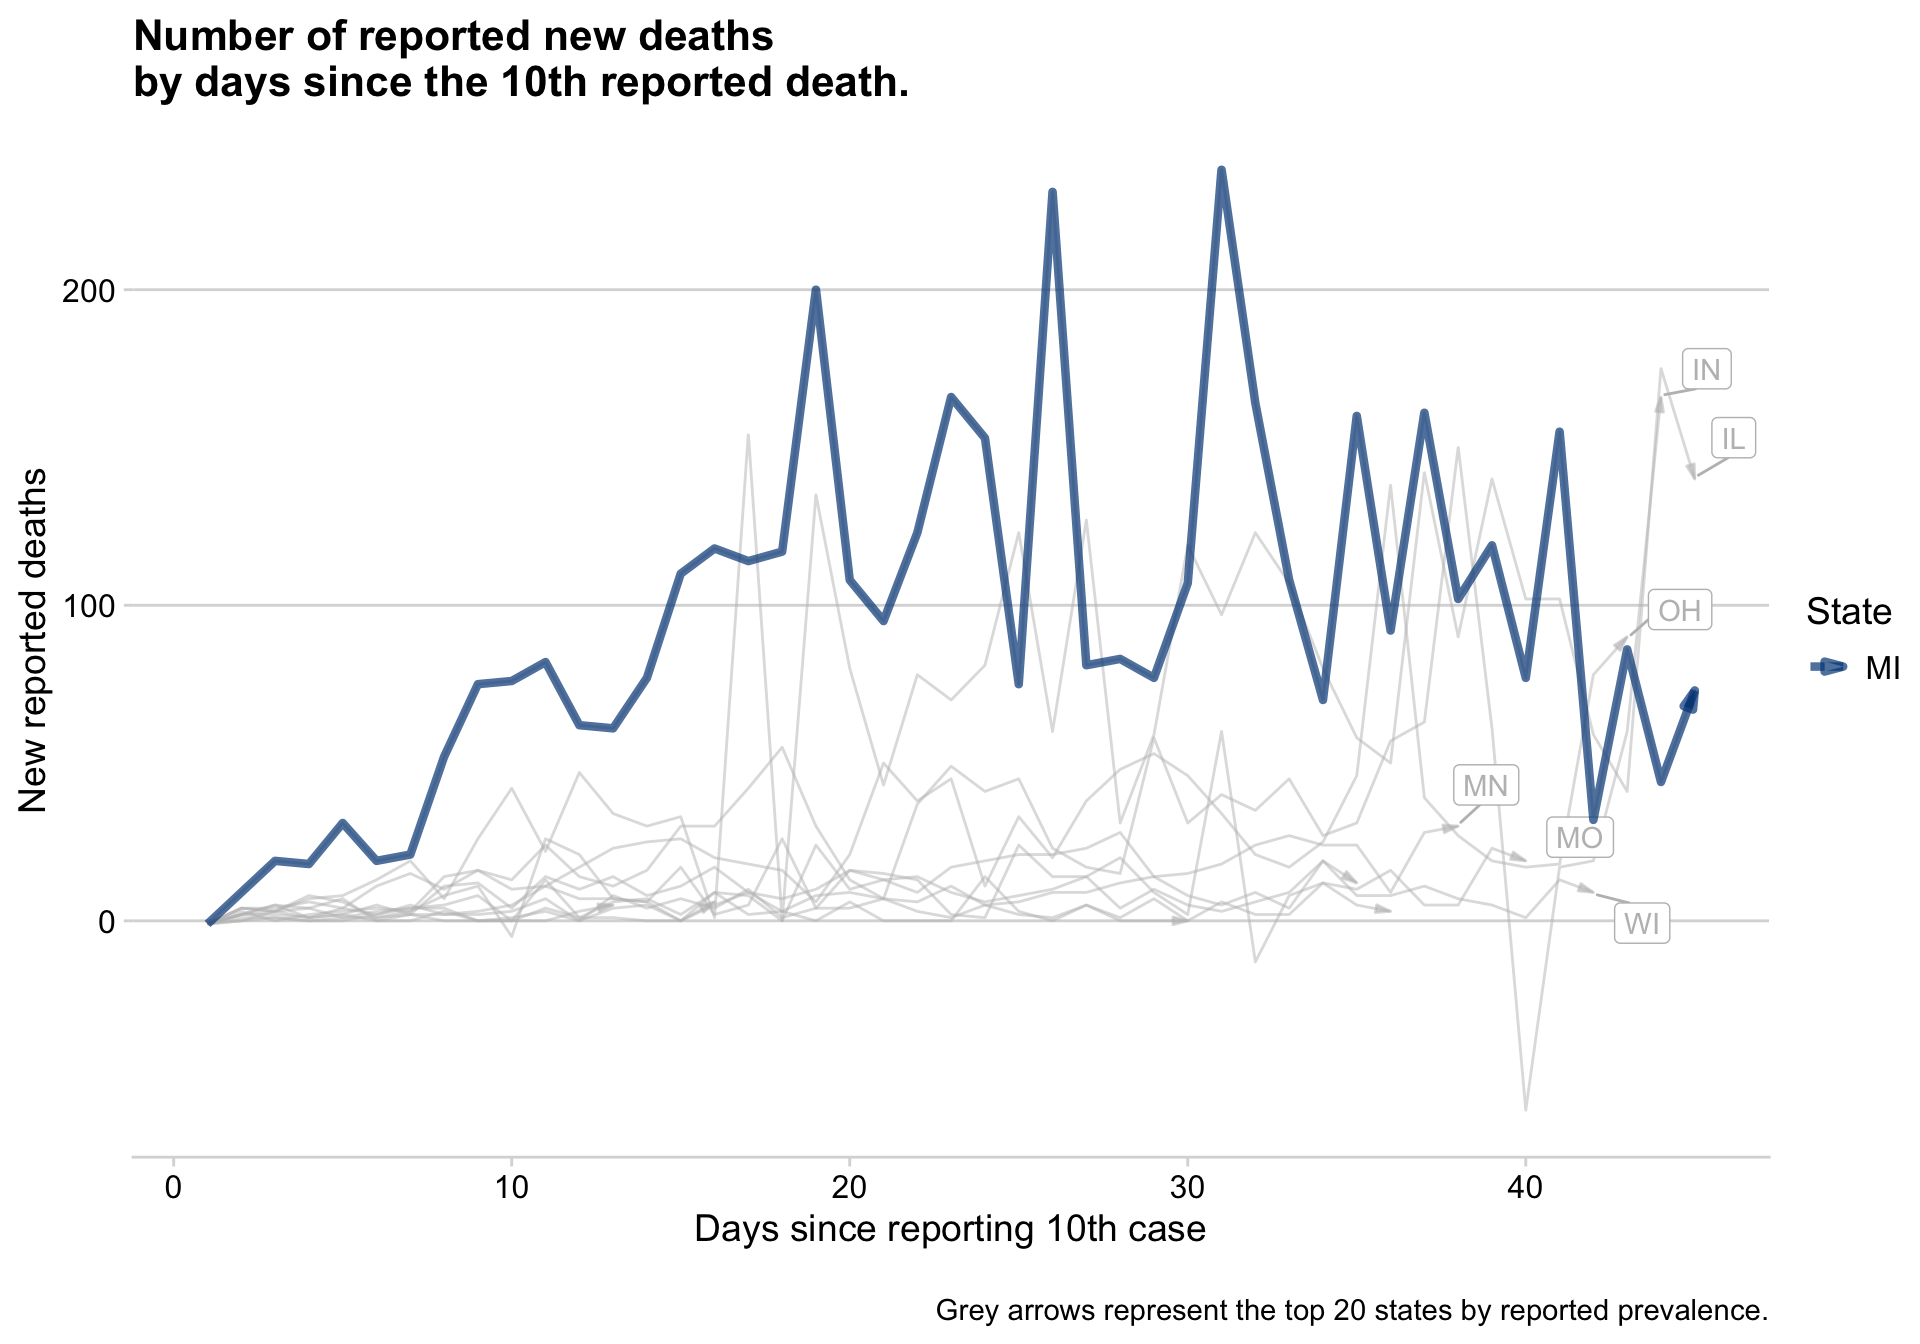 Number of reported new deaths
by days since the 10th reported death.
New reported deaths
200
100
0
IN
IL
OH
MN
MO
WI
State
MI
0 10 20 30 40
Days since reporting 10th case
Grey arrows represent the top 20 states by reported prevalence.